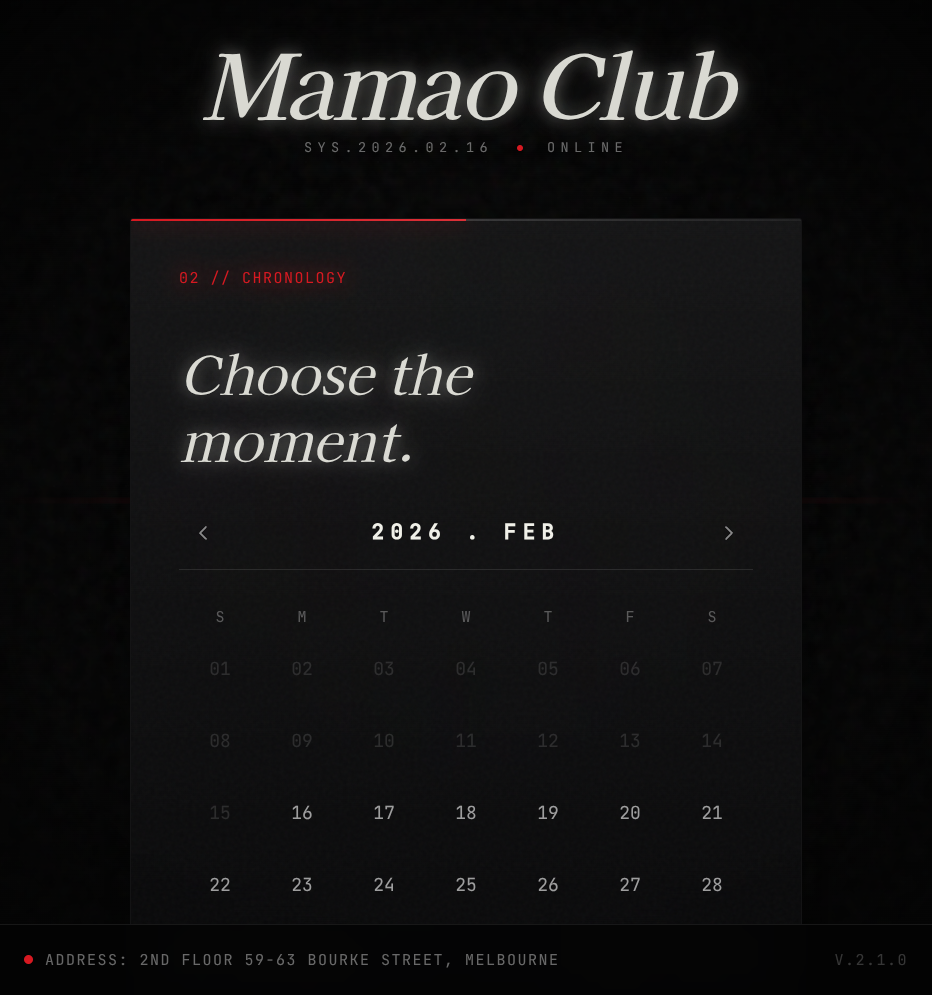 Mamao Club
SYS.2026.02.16 • ONLINE
02 // CHRONOLOGY
Choose the
moment.
2026 . FEB
S M T W T F S
01 02 03 04 05 06 07
08 09 10 11 12 13 14
15 16 17 18 19 20 21
22 23 24 25 26 27 28
ADDRESS: 2ND FLOOR 59-63 BOURKE STREET, MELBOURNE V.2.1.0